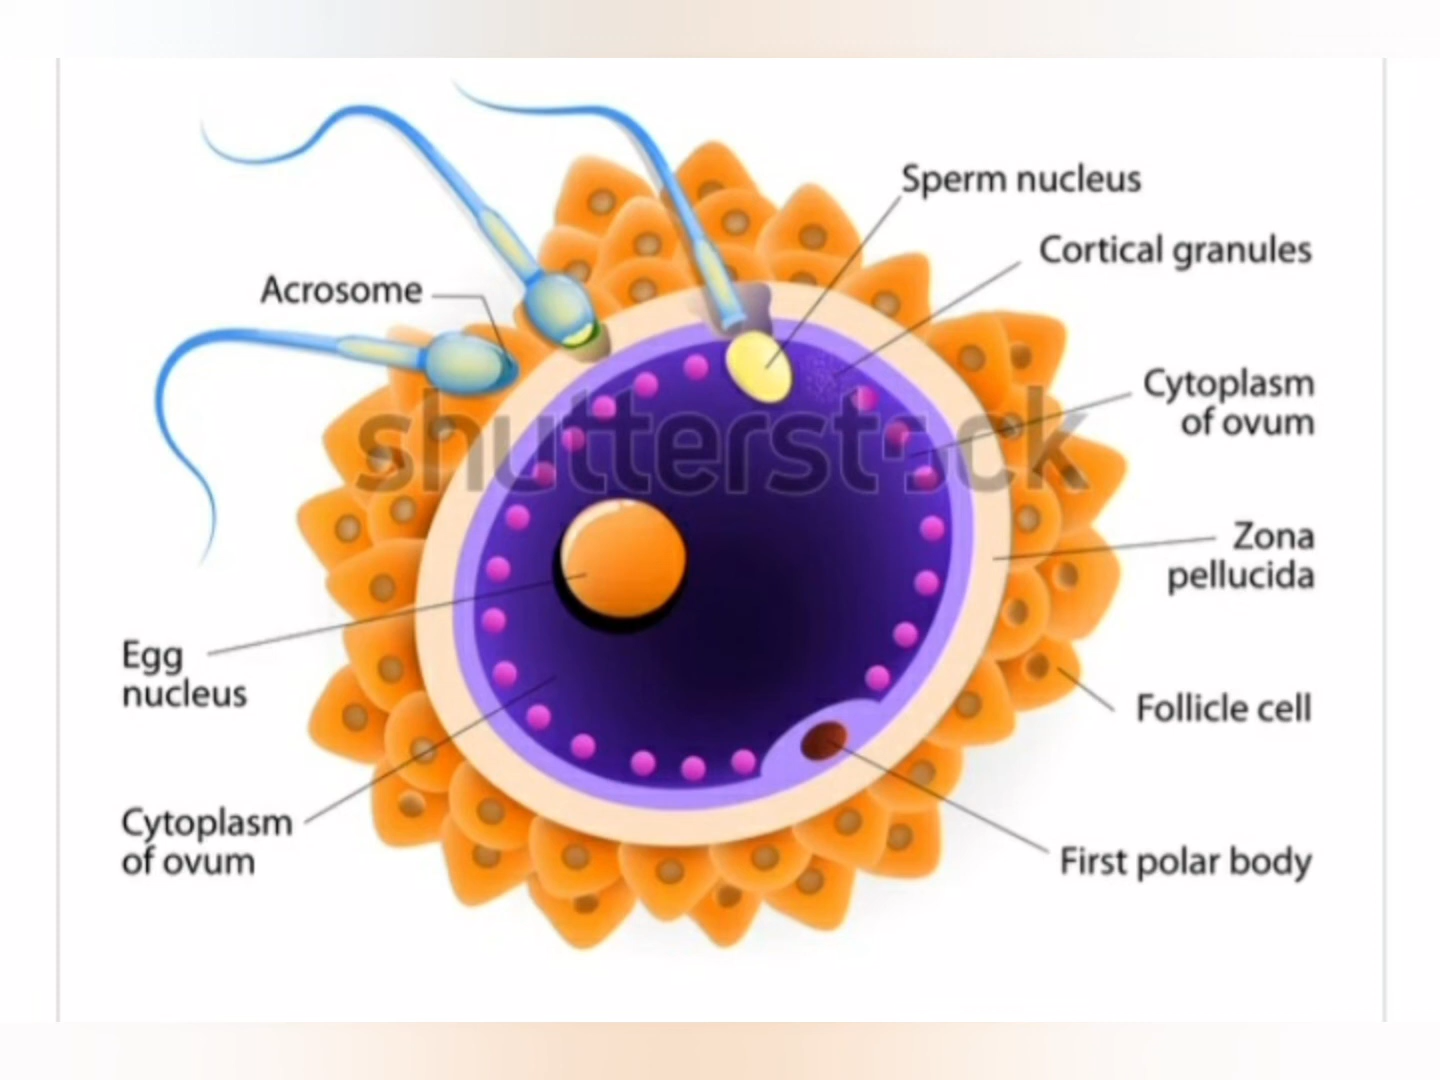 Sperm nucleus
Cortical granules
Acrosome
Cytoplasm
of ovum
shutterstock
Zona
pellucida
Egg
nucleus
Follicle cell
Cytoplasm
of ovum
First polar body